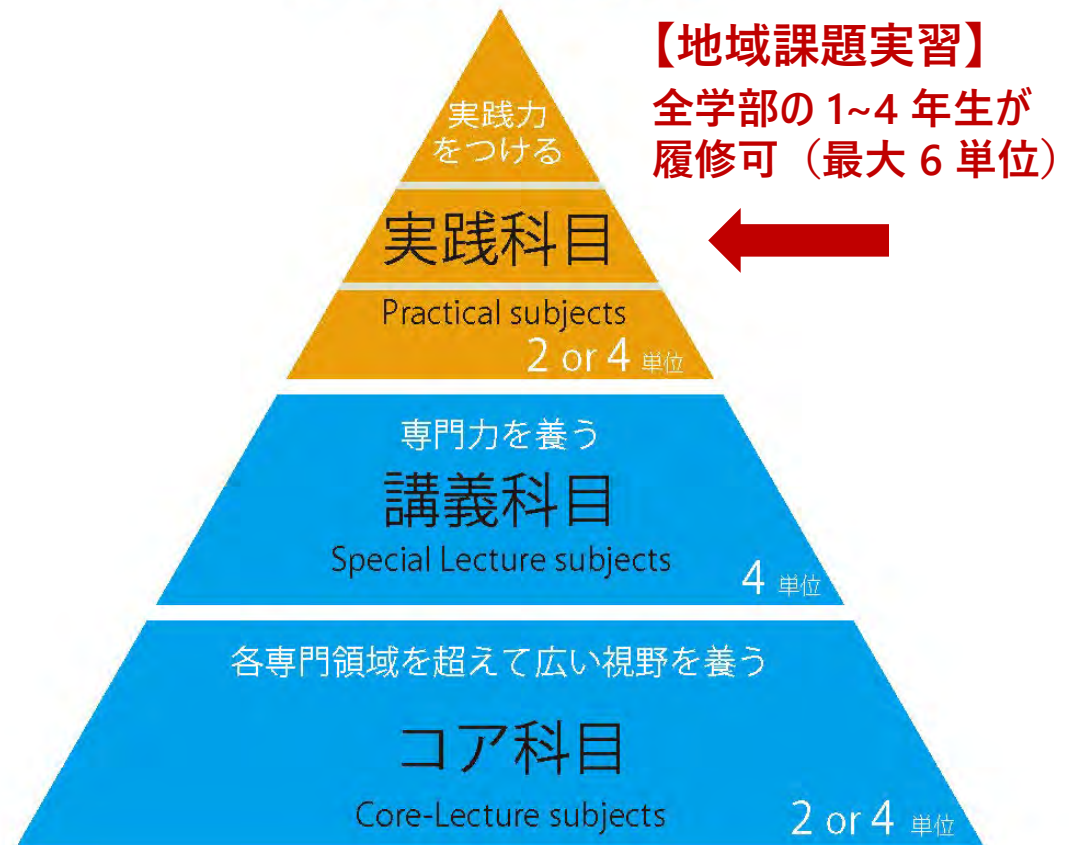 【地域課題実習】
全学部の 1~4 年生が
履修可（最大 6 単位）
実践力
をつける
実践科目
Practical subjects
2 or 4 単位
専門力を養う
講義科目
Special Lecture subjects
4 単位
各専門領域を超えて広い視野を養う
コア科目
Core-Lecture subjects
2 or 4 単位